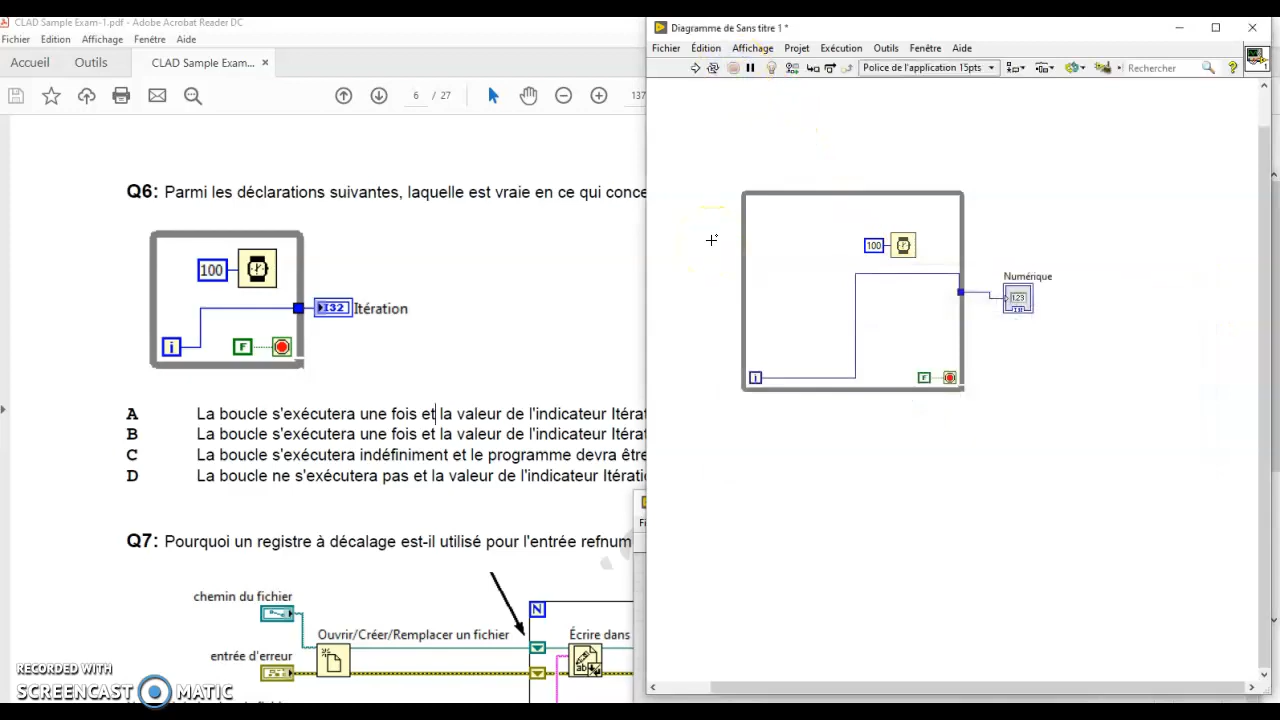 CLAD Sample Exam-1.pdf - Adobe Acrobat Reader DC
Fichier Edition Affichage Fenêtre Aide
Accueil Outils CLAD Sample Exam... ×
6 / 27
137
Q6: Parmi les déclarations suivantes, laquelle est vraie en ce qui conce
100
I32 Itération
i F
A La boucle s'exécutera une fois et la valeur de l'indicateur Itérat
B La boucle s'exécutera une fois et la valeur de l'indicateur Itérat
C La boucle s'exécutera indéfiniment et le programme devra être
D La boucle ne s'exécutera pas et la valeur de l'indicateur Itératio
Q7: Pourquoi un registre à décalage est-il utilisé pour l'entrée refnum
chemin du fichier
N
Ouvrir/Créer/Remplacer un fichier Écrire dans
entrée d'erreur
RECORDED WITH
SCREENCAST MATIC
Diagramme de Sans titre 1 *
Fichier Édition Affichage Projet Exécution Outils Fenêtre Aide
Police de l'application 15pts
Rechercher
1
100
Numérique
1.23
i F